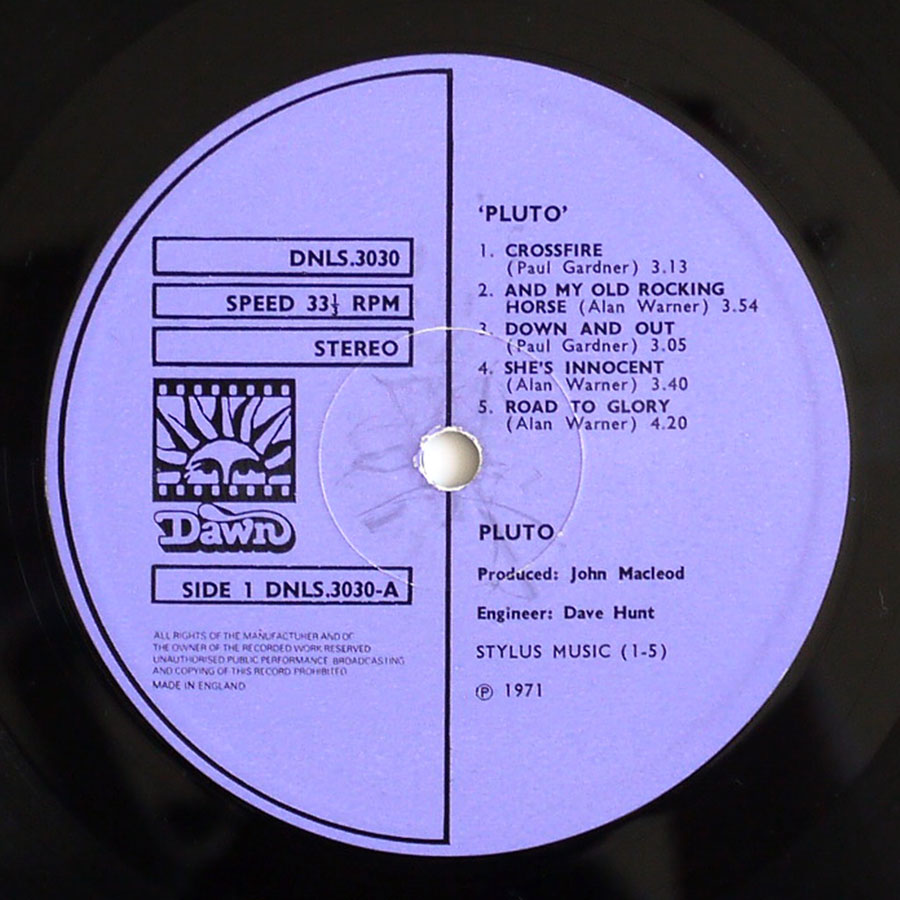 DNLS.3030
SPEED 33⅓ RPM
STEREO
Dawn
SIDE 1 DNLS.3030-A
ALL RIGHTS OF THE MANUFACTURER AND OF
THE OWNER OF THE RECORDED WORK RESERVED
UNAUTHORISED PUBLIC PERFORMANCE BROADCASTING
AND COPYING OF THIS RECORD PROHIBITED
MADE IN ENGLAND
‘PLUTO’
1. CROSSFIRE
(Paul Gardner) 3.13
2. AND MY OLD ROCKING
HORSE (Alan Warner) 3.54
3. DOWN AND OUT
(Paul Gardner) 3.05
4. SHE'S INNOCENT
(Alan Warner) 3.40
5. ROAD TO GLORY
(Alan Warner) 4.20
PLUTO
Produced: John Macleod
Engineer: Dave Hunt
STYLUS MUSIC (1-5)
℗ 1971